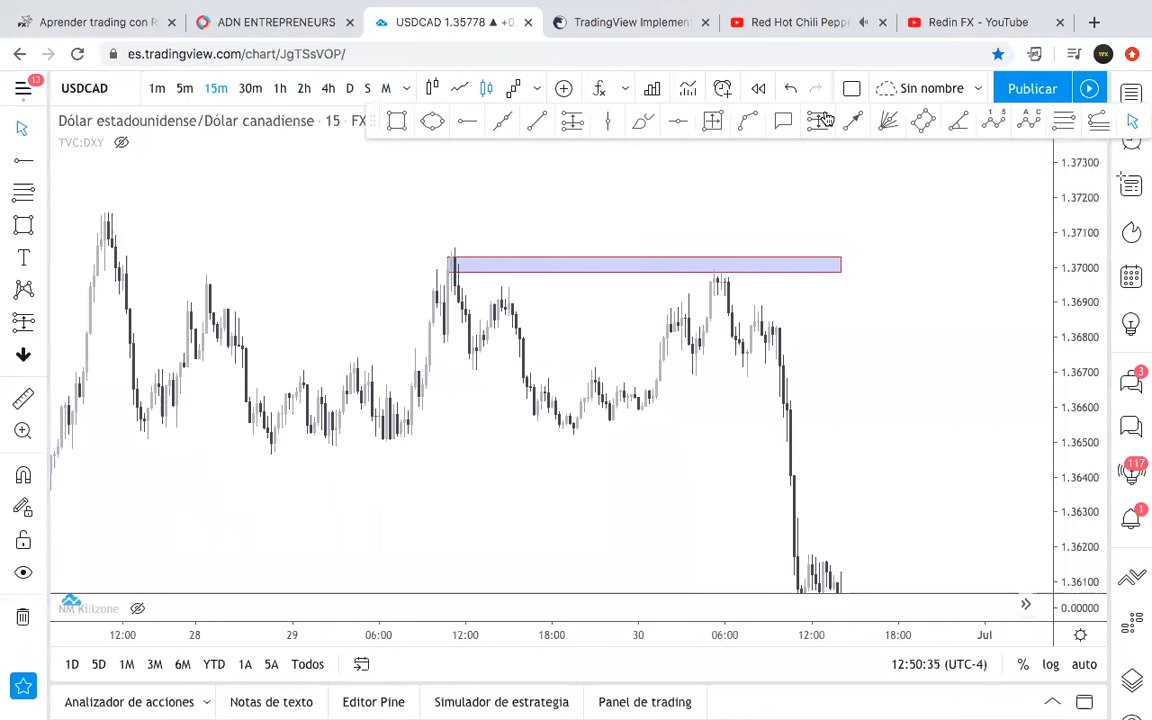 Aprender trading con R
ADN ENTREPRENEURS
USDCAD 1.35778 ▲ +0
TradingView Implement
Red Hot Chili Peppe
Redin FX - YouTube
es.tradingview.com/chart/JgTSsVOP/
13
USDCAD
1m 5m 15m 30m 1h 2h 4h D S M
Sin nombre
Publicar
Dólar estadounidense/Dólar canadiense · 15 · FX
TVC:DXY
1.37300
1.37200
1.37100
1.37000
1.36900
1.36800
1.36700
1.36600
1.36500
1.36400
1.36300
1.36200
1.36100
0.00000
3
117
1
NM Killzone
12:00 28 29 06:00 12:00 18:00 30 06:00 12:00 18:00 Jul
1D 5D 1M 3M 6M YTD 1A 5A Todos
12:50:35 (UTC-4) % log auto
Analizador de acciones Notas de texto Editor Pine Simulador de estrategia Panel de trading